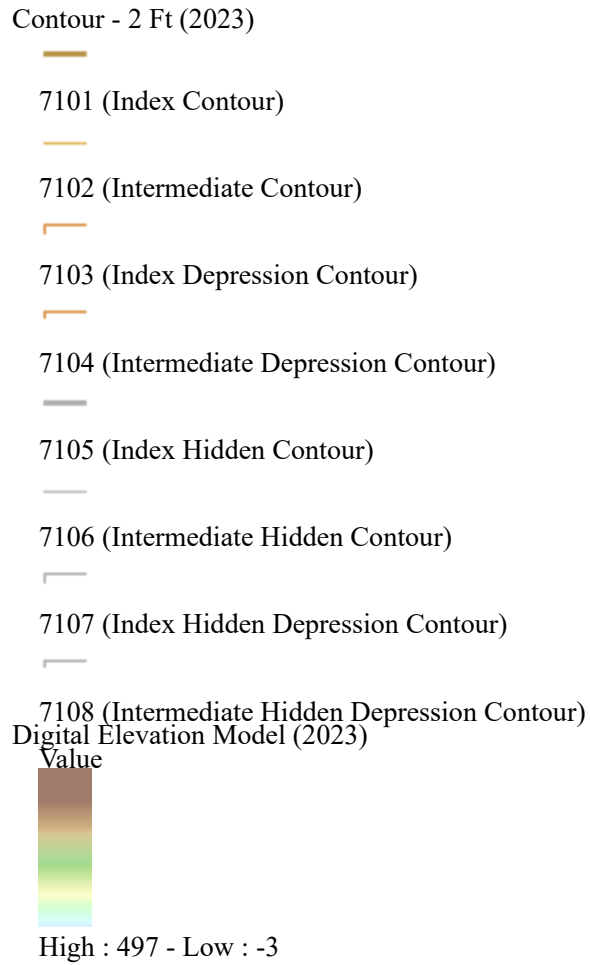 Contour - 2 Ft (2023)
7101 (Index Contour)
7102 (Intermediate Contour)
7103 (Index Depression Contour)
7104 (Intermediate Depression Contour)
7105 (Index Hidden Contour)
7106 (Intermediate Hidden Contour)
7107 (Index Hidden Depression Contour)
7108 (Intermediate Hidden Depression Contour)
Digital Elevation Model (2023)
Value
High : 497 - Low : -3